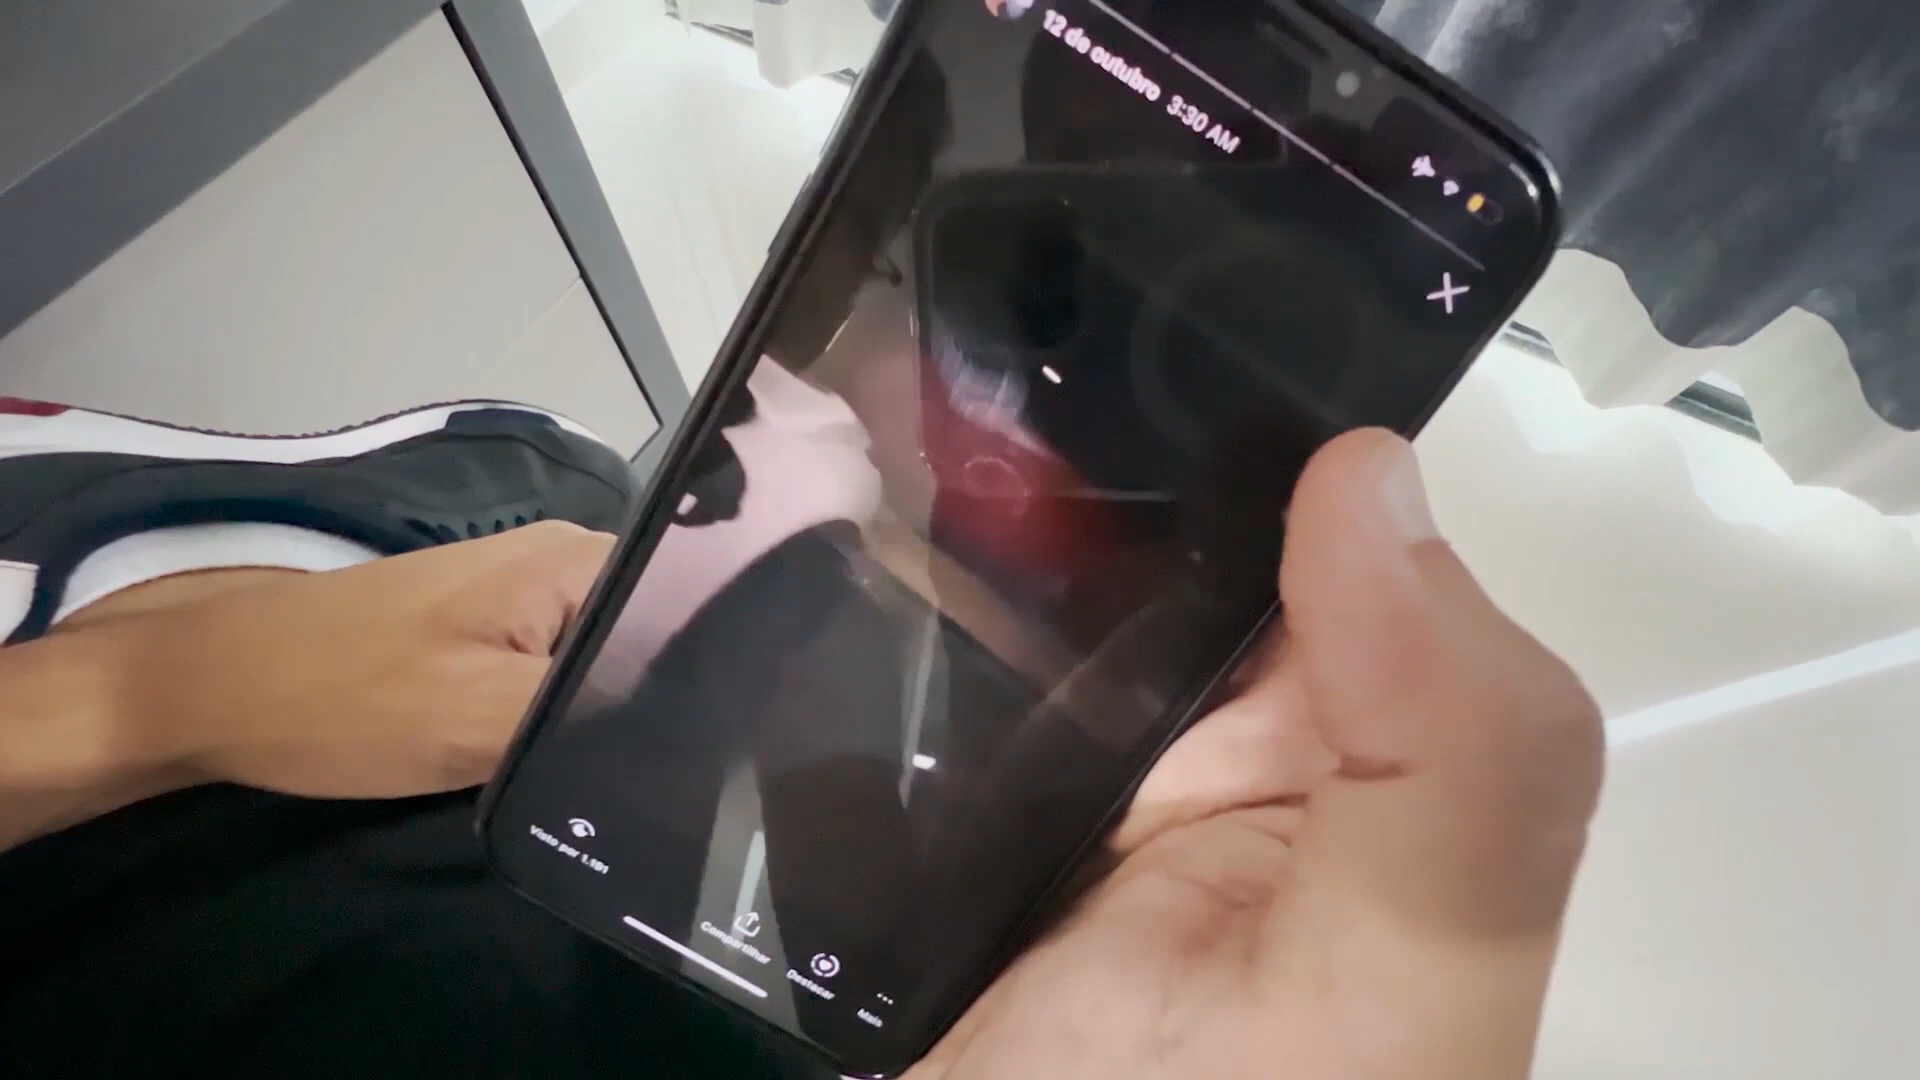 12 de outubro 3:30 AM
Visto por 1.191
Compartilhar
Destacar
Mais